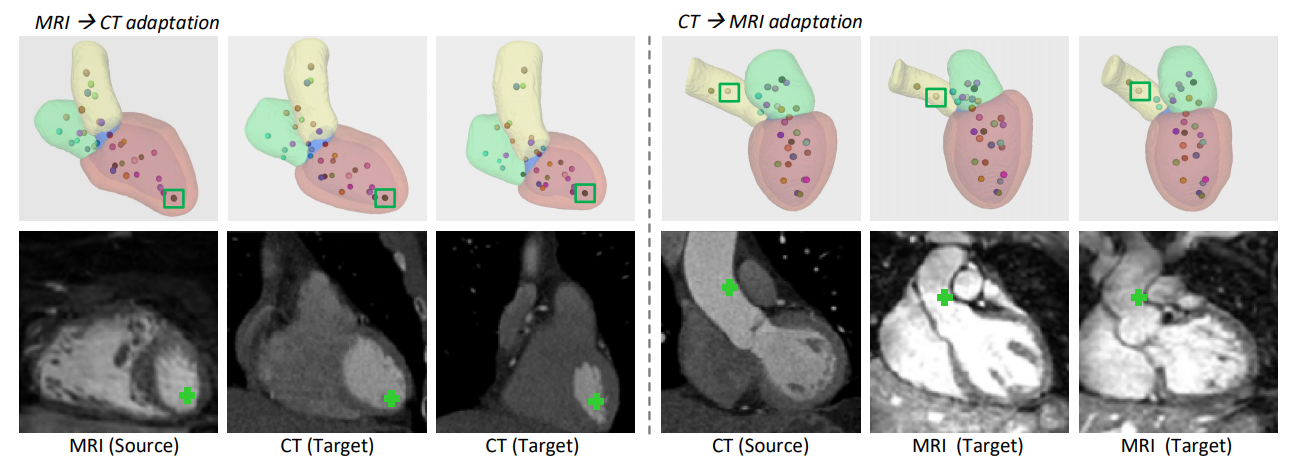 MRI → CT adaptation
CT → MRI adaptation
MRI (Source)
CT (Target)
CT (Target)
CT (Source)
MRI (Target)
MRI (Target)